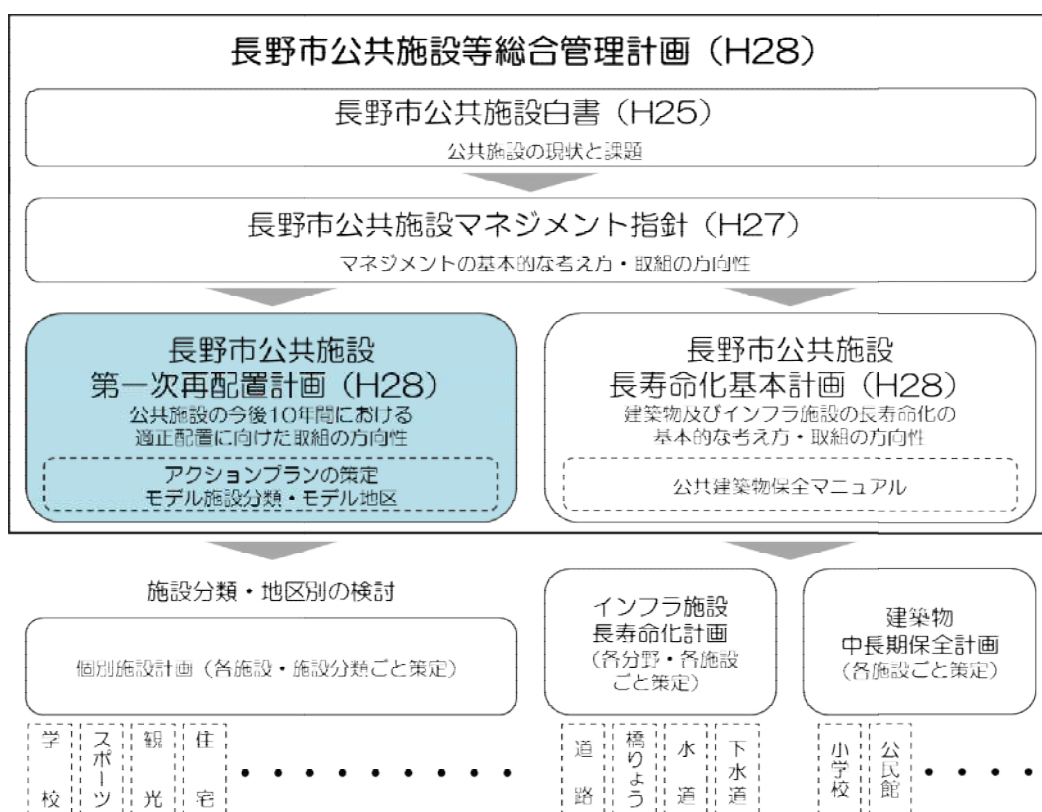 長野市公共施設等総合管理計画（H28）
長野市公共施設白書（H25）
公共施設の現状と課題
長野市公共施設マネジメント指針（H27）
マネジメントの基本的な考え方・取組の方向性
長野市公共施設
第一次再配置計画（H28）
公共施設の今後10年間における
適正配置に向けた取組の方向性
アクションプランの策定
モデル施設分類・モデル地区
長野市公共施設
長寿命化基本計画（H28）
建築物及びインフラ施設の長寿命化の
基本的な考え方・取組の方向性
公共建築物保全マニュアル
施設分類・地区別の検討
個別施設計画（各施設・施設分類ごと策定）
学校
スポーツ
観光
住宅
・・・・・・・・・
インフラ施設
長寿命化計画
（各分野・各施設
ごと策定）
道路
橋りょう
水道
下水道
建築物
中長期保全計画
（各施設ごと策定）
小学校
公民館
・・・・